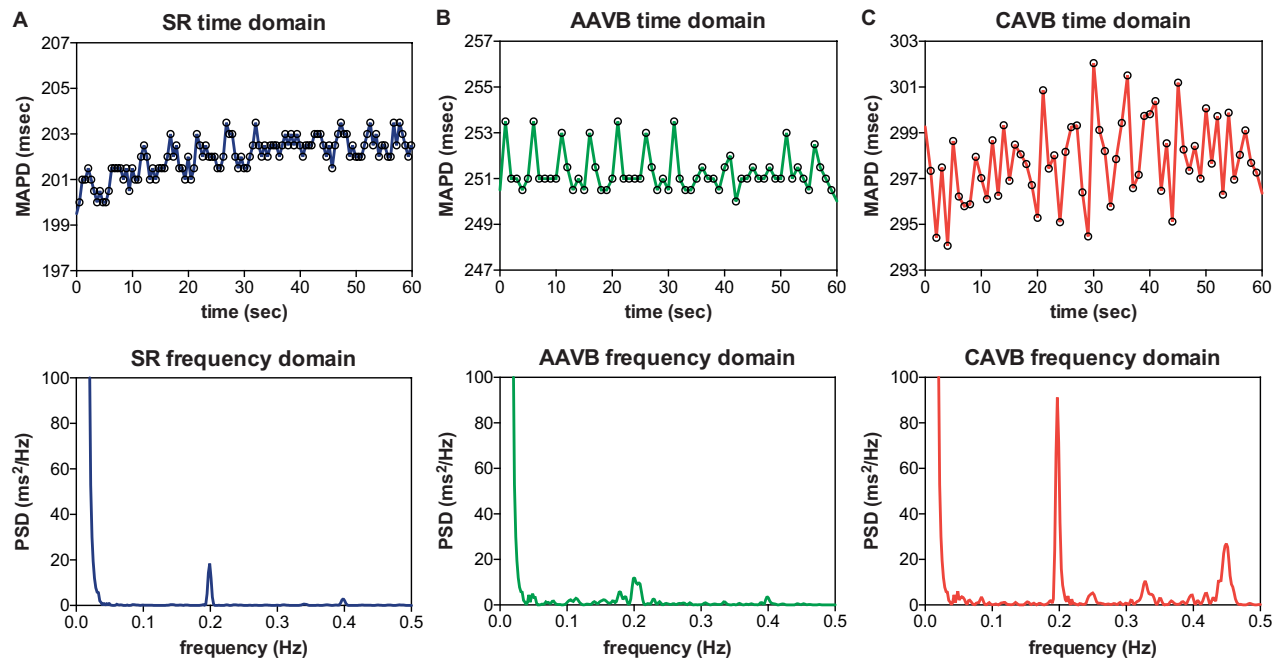 A
SR time domain
MAPD (msec)
207
205
203
201
199
197
0 10 20 30 40 50 60
time (sec)
B
AAVB time domain
MAPD (msec)
257
255
253
251
249
247
0 10 20 30 40 50 60
time (sec)
C
CAVB time domain
MAPD (msec)
303
301
299
297
295
293
0 10 20 30 40 50 60
time (sec)
SR frequency domain
PSD (ms²/Hz)
100
80
60
40
20
0
0.0 0.1 0.2 0.3 0.4 0.5
frequency (Hz)
AAVB frequency domain
PSD (ms²/Hz)
100
80
60
40
20
0
0.0 0.1 0.2 0.3 0.4 0.5
frequency (Hz)
CAVB frequency domain
PSD (ms²/Hz)
100
80
60
40
20
0
0.0 0.1 0.2 0.3 0.4 0.5
frequency (Hz)